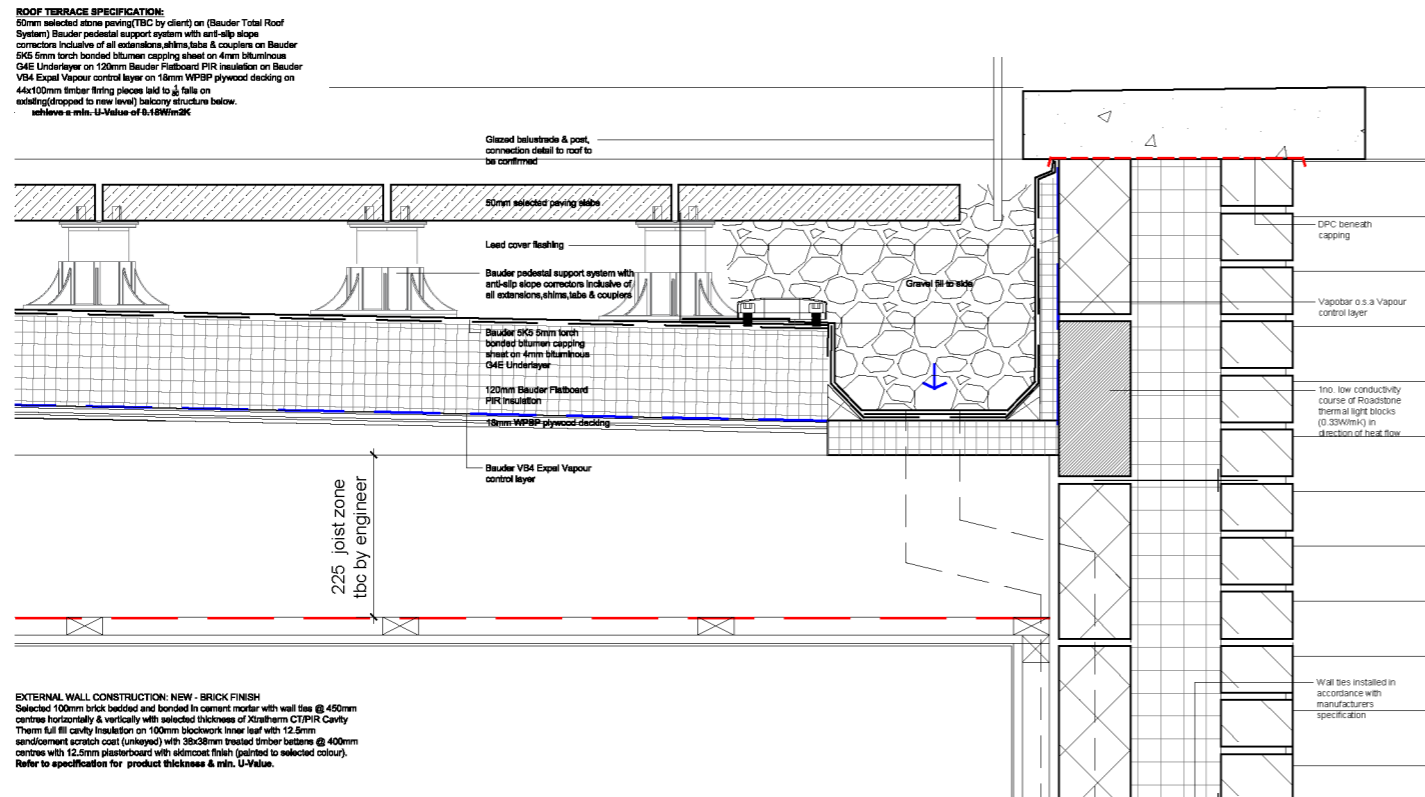 ROOF TERRACE SPECIFICATION:
50mm selected stone paving(TBC by client) on (Bauder Total Roof
System) Bauder pedestal support system with anti-slip slope
correctors inclusive of all extensions,shims,tabs & couplers on Bauder
5K5 5mm torch bonded bitumen capping sheet on 4mm bituminous
G4E Underlayer on 120mm Bauder Flatboard PIR insulation on Bauder
VB4 Expal Vapour control layer on 18mm WPBP plywood decking on
44x100mm timber firring pieces laid to falls on
existing(dropped to new level) balcony structure below.
achieve a min. U-Value of 0.18W/m2K
Glazed balustrade & post,
connection detail to roof to
be confirmed
50mm selected paving slabs
Lead cover flashing
Bauder pedestal support system with
anti-slip slope correctors inclusive of
all extensions,shims,tabs & couplers
Gravel fill to side
Bauder 5K5 5mm torch
bonded bitumen capping
sheet on 4mm bituminous
G4E Underlayer
120mm Bauder Flatboard
PIR insulation
18mm WPBP plywood decking
Bauder VB4 Expal Vapour
control layer
225 joist zone
tbc by engineer
DPC beneath
capping
Vapobar o.s.a Vapour
control layer
1no. low conductivity
course of Roadstone
thermal light blocks
(0.33W/mK) in
direction of heat flow
Wall ties installed in
accordance with
manufacturers
specification
EXTERNAL WALL CONSTRUCTION: NEW - BRICK FINISH
Selected 100mm brick bedded and bonded in cement mortar with wall ties @ 450mm
centres horizontally & vertically with selected thickness of Xtratherm CT/PIR Cavity
Therm full fill cavity insulation on 100mm blockwork inner leaf with 12.5mm
sand/cement scratch coat (unkeyed) with 38x38mm treated timber battens @ 400mm
centres with 12.5mm plasterboard with skimcoat finish (painted to selected colour).
Refer to specification for product thickness & min. U-Value.